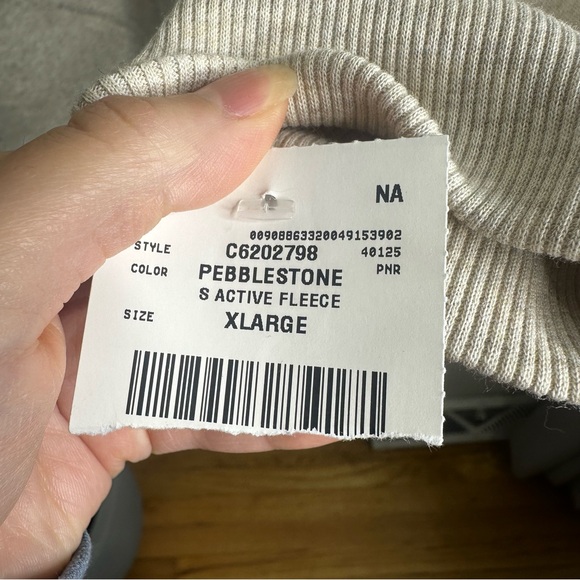 NA
00908863320049153902
STYLE C6202798 40125
COLOR PEBBLESTONE PNR
S ACTIVE FLEECE
SIZE XLARGE